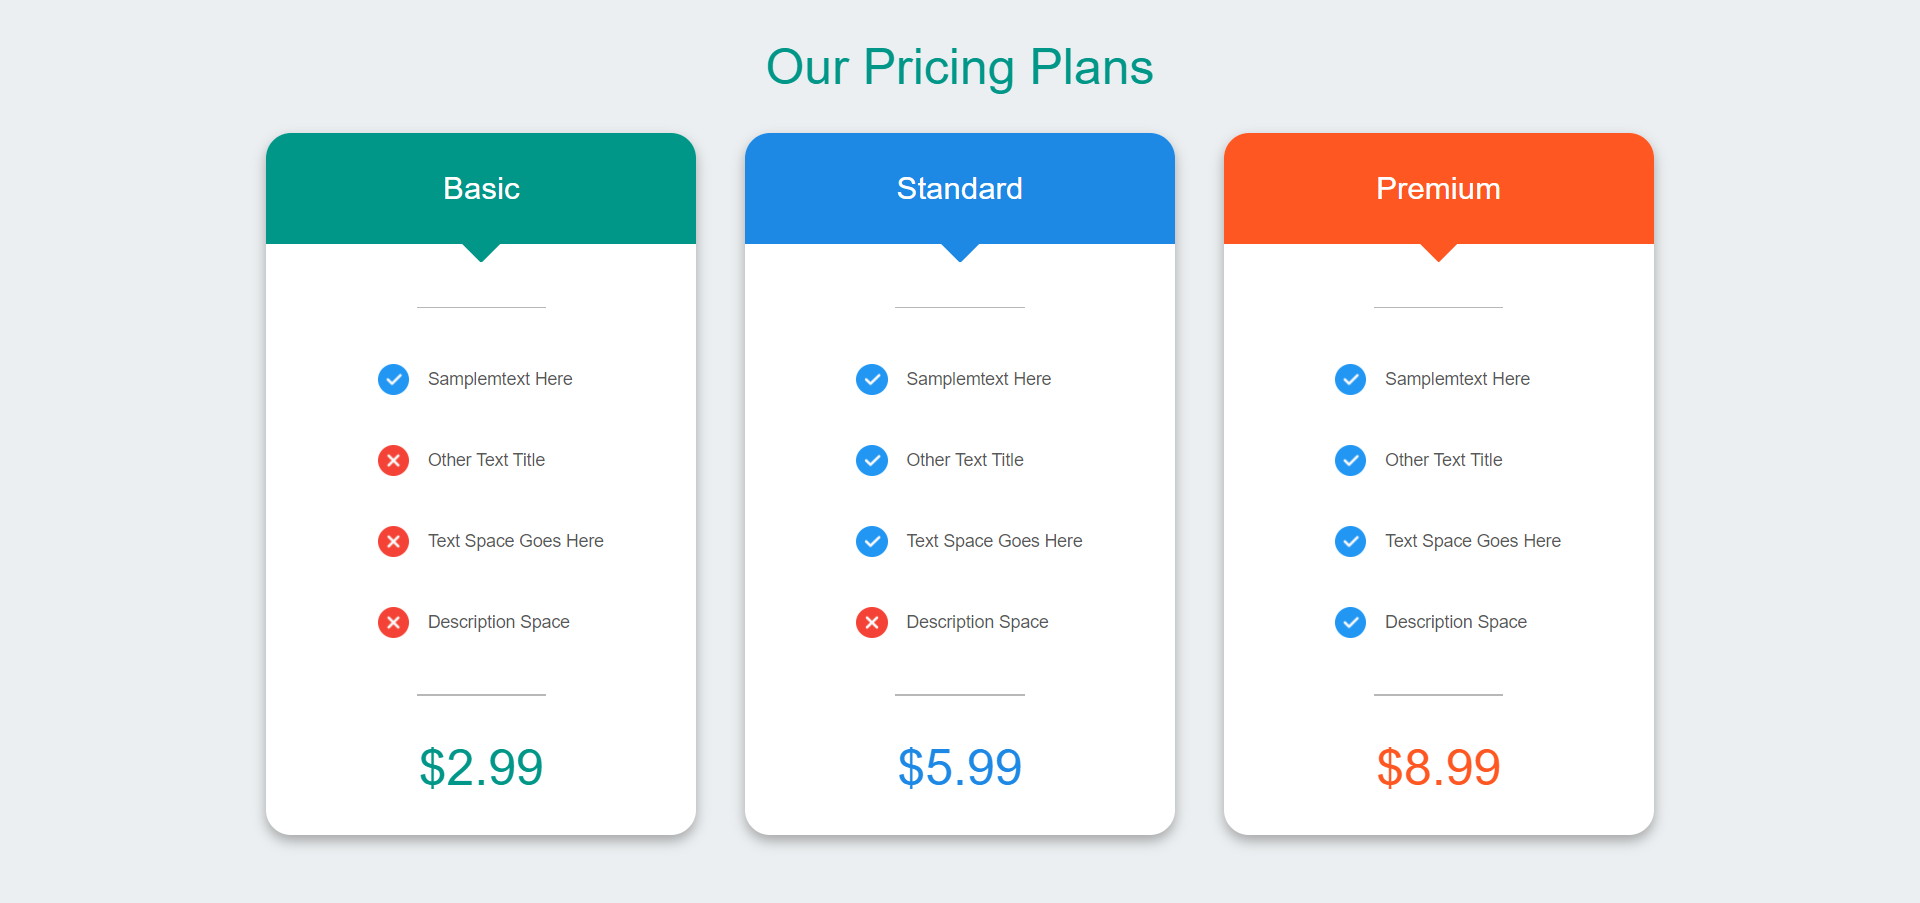 Our Pricing Plans
Basic
Samplemtext Here
Other Text Title
Text Space Goes Here
Description Space
$2.99
Standard
Samplemtext Here
Other Text Title
Text Space Goes Here
Description Space
$5.99
Premium
Samplemtext Here
Other Text Title
Text Space Goes Here
Description Space
$8.99